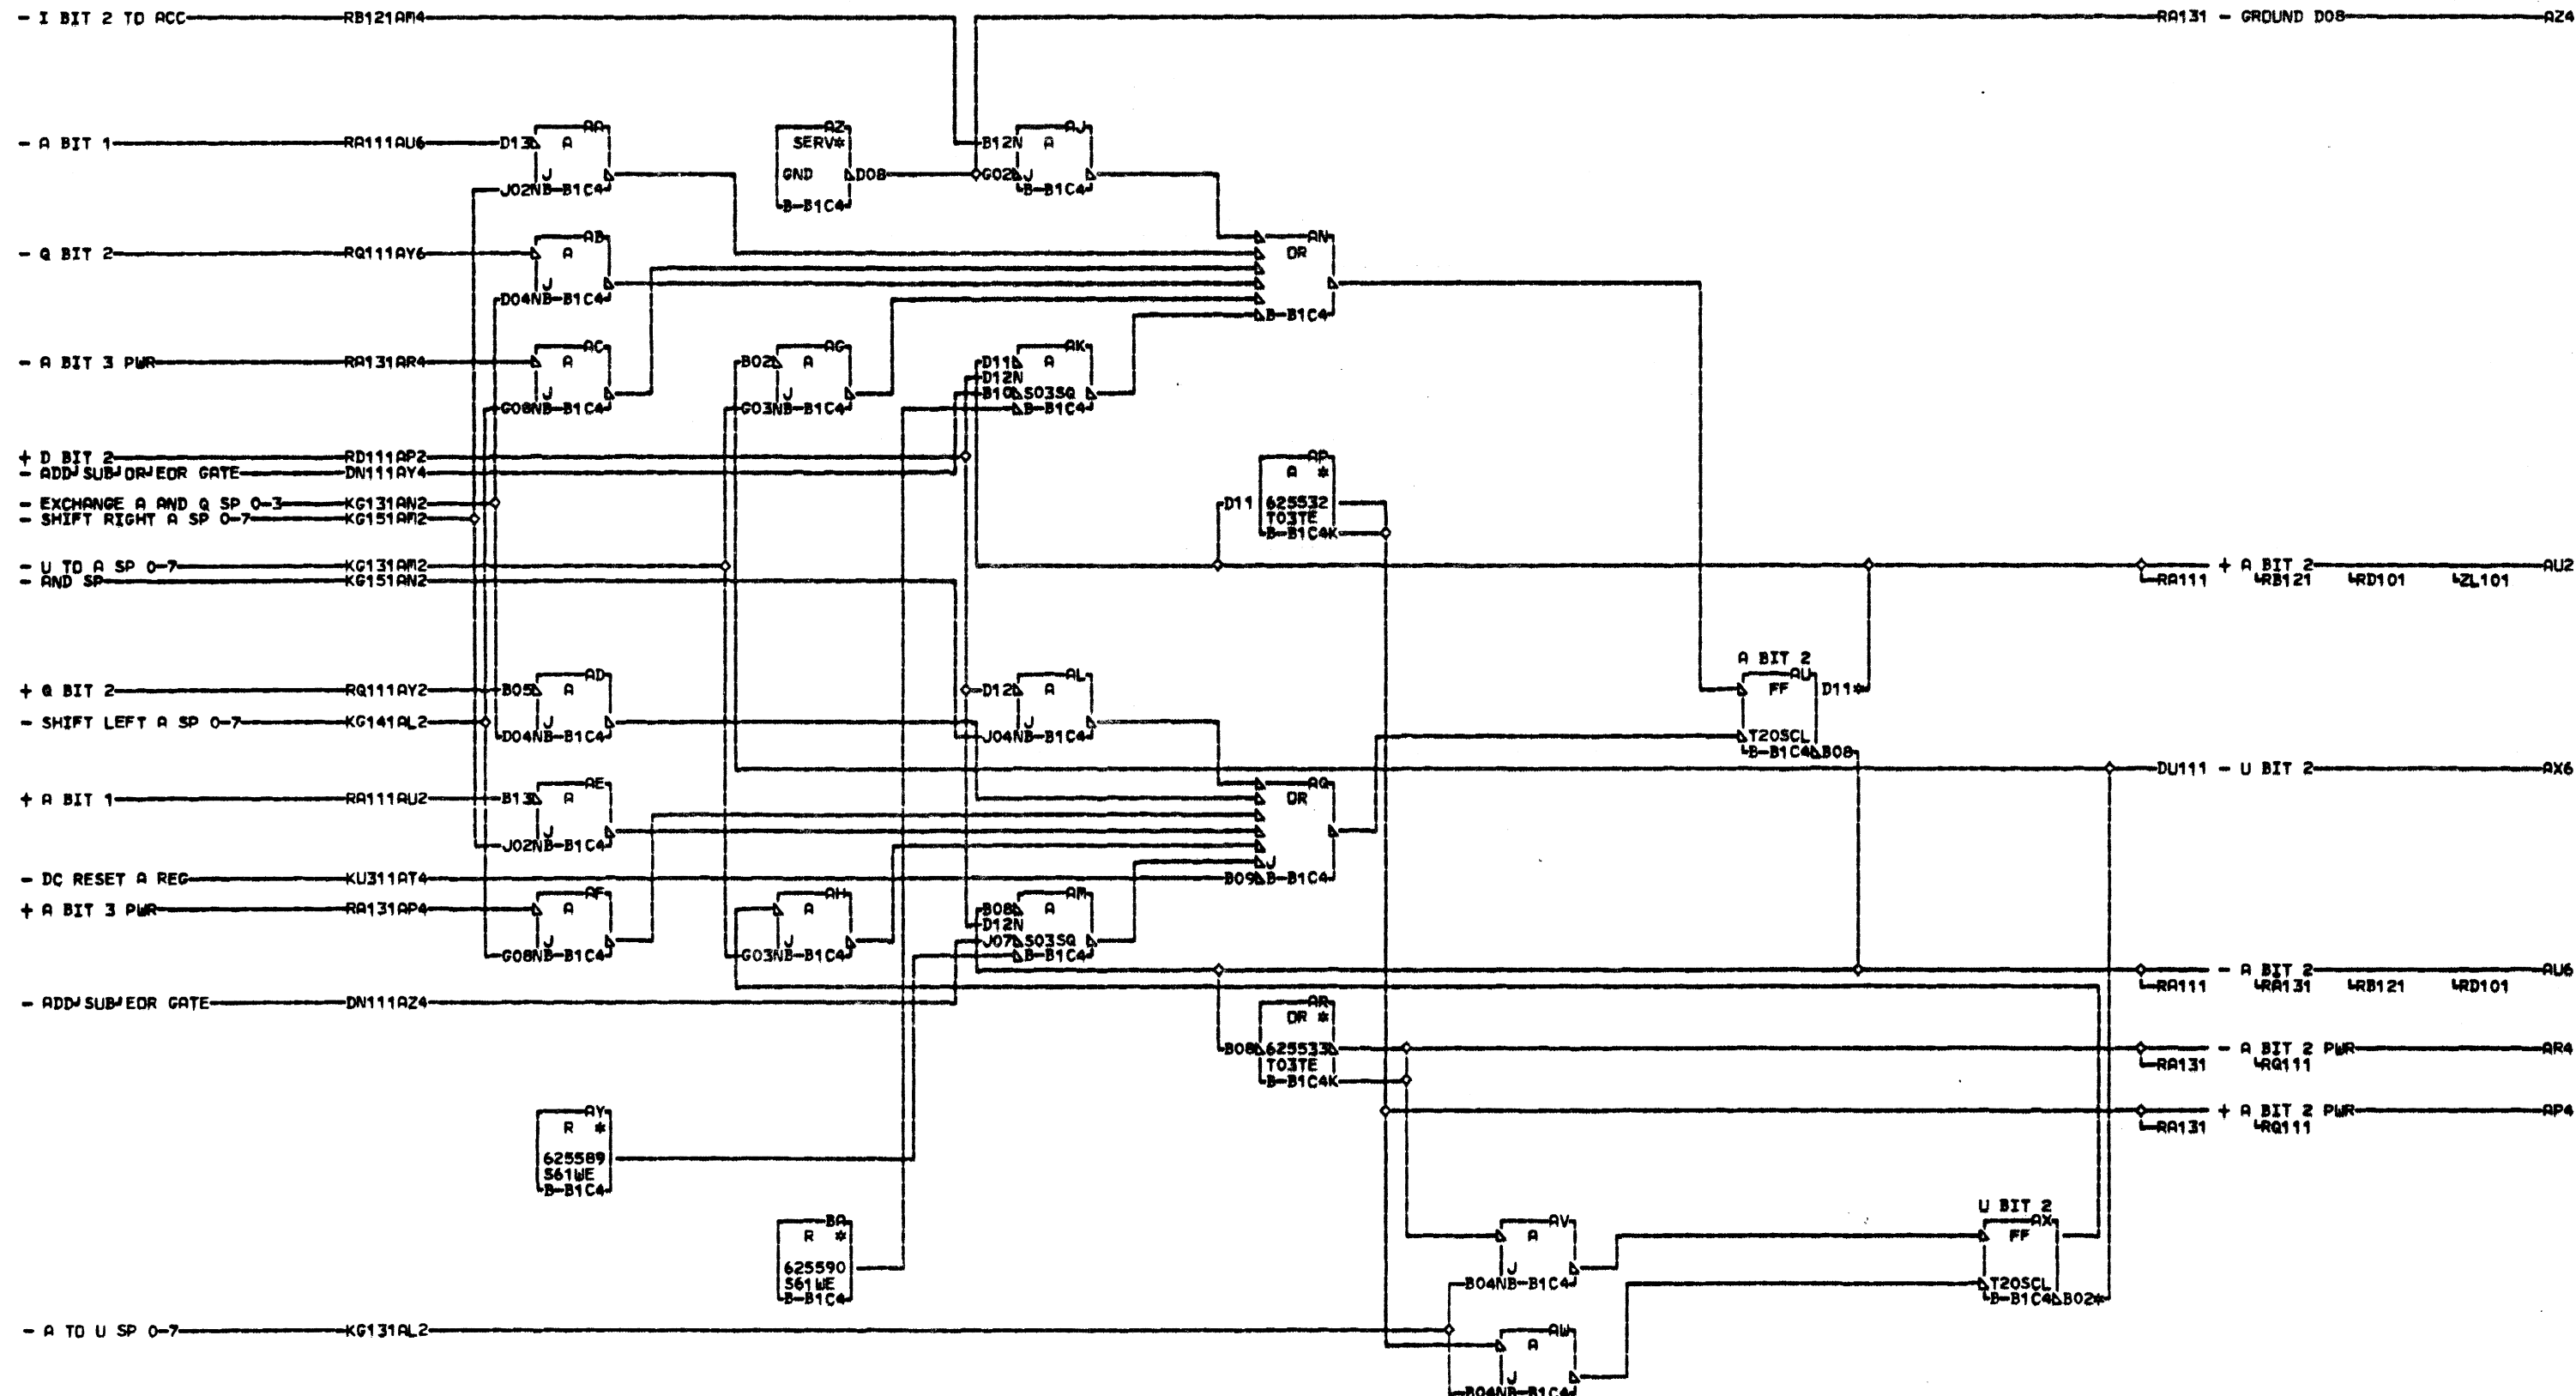 - I BIT 2 TO ACC RB121AM4 RA131 - GROUND D08 AZ4
AA AZ AJ
- A BIT 1 RA111AU6 D13 A SERV* B12N A
J GND D08 G02 J
J02NB-B1C4 B-B1C4
B-B1C4
AB AN
- Q BIT 2 RQ111AY6 A OR
J
D04NB-B1C4
B-B1C4
AC AG AK
- A BIT 3 PWR RA131AR4 A B02 A D11 A
D12N
J J B10 S03SQ
G08NB-B1C4 G03NB-B1C4 B-B1C4
+ D BIT 2 RD111AP2 AP
- ADD SUB OR EOR GATE DN111AY4 A *
- EXCHANGE A AND Q SP 0-3 KG131AN2 D11 625532
- SHIFT RIGHT A SP 0-7 KG151AM2 T03TE
B-B1C4K
- U TO A SP 0-7 KG131AM2 + A BIT 2 AU2
- AND SP KG151AN2 RA111 RB121 RD101 ZL101
A BIT 2
AD AL AU
+ Q BIT 2 RQ111AY2 B05 A D12 A FF D11*
- SHIFT LEFT A SP 0-7 KG141AL2 J J
D04NB-B1C4 J04NB-B1C4 T20SCL
B-B1C4 B08
DU111 - U BIT 2 AX6
AE AQ
+ A BIT 1 RA111AU2 B13 A OR
J
J02NB-B1C4
J
- DC RESET A REG KU311AT4 B09 B-B1C4
AF AH AM
+ A BIT 3 PWR RA131AP4 A A B08 A
D12N
J J J07 S03SQ
G08NB-B1C4 G03NB-B1C4 B-B1C4
- A BIT 2 AU6
RA111 RA131 RB121 RD101
- ADD SUB EOR GATE DN111AZ4 AR
OR *
B08 625533 - A BIT 2 PWR AR4
T03TE RA131 RQ111
B-B1C4K
AY + A BIT 2 PWR AP4
R * RA131 RQ111
625589
S61WE
B-B1C4
U BIT 2
BA AV AX
R * A FF
625590 J
S61WE B04NB-B1C4 T20SCL
B-B1C4 B-B1C4 B02*
- A TO U SP 0-7 KG131AL2 AW
A
J
B04NB-B1C4